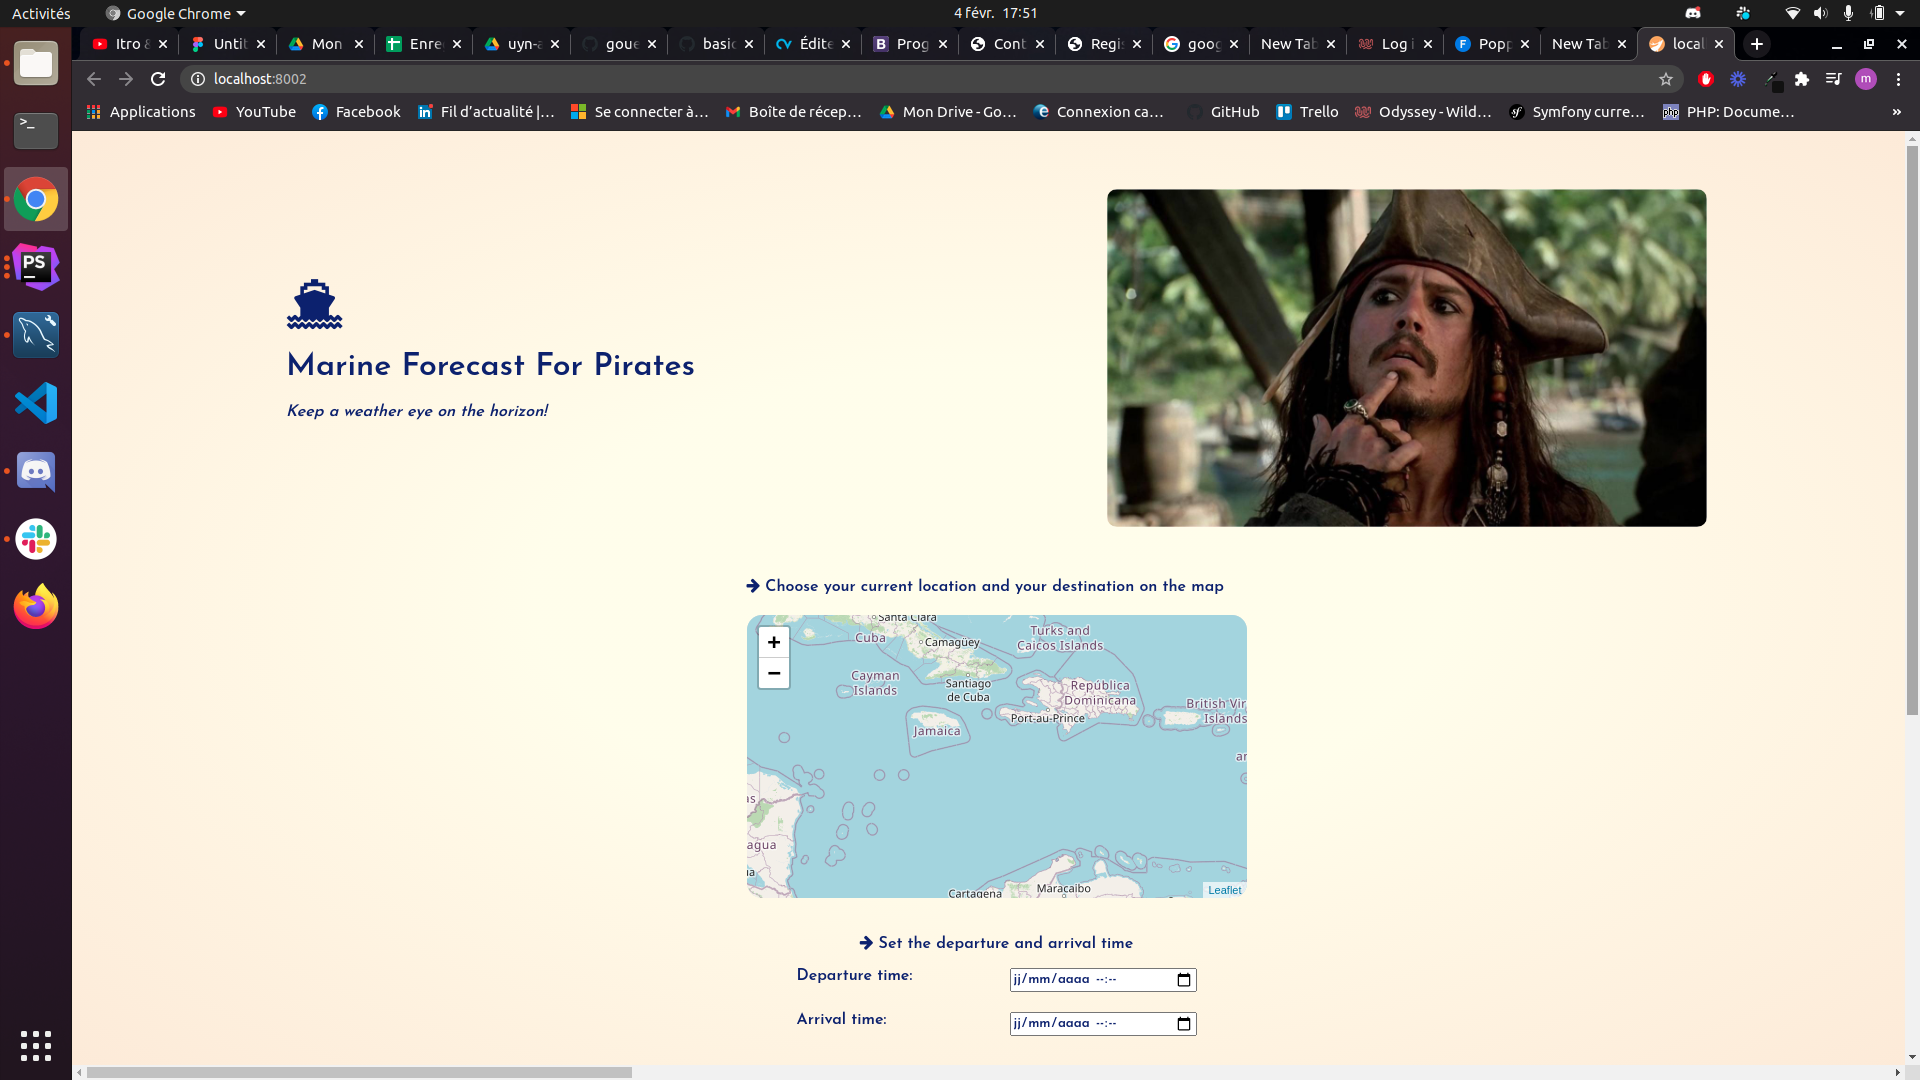 Activités
Google Chrome
4 févr. 17:51
Itro &
Untit
Mon
Enre
uyn-a
goue
basic
Édite
Prog
Cont
Regis
goog
New Tab
Log i
Popp
New Tab
local
localhost:8002
m
Applications
YouTube
Facebook
Fil d'actualité |...
Se connecter à...
Boîte de récep...
Mon Drive - Go...
Connexion ca...
GitHub
Trello
Odyssey - Wild...
Symfony curre...
PHP: Docume...
»
Marine Forecast For Pirates
Keep a weather eye on the horizon!
Choose your current location and your destination on the map
+
−
Santa Clara
Cuba
Camagüey
Turks and
Caicos Islands
Cayman
Islands
Santiago
de Cuba
República
Dominicana
Port-au-Prince
British Vir
Islands
Jamaica
an
as
agua
ua
Cartagena
Maracaibo
Leaflet
Set the departure and arrival time
Departure time:
jj/mm/aaaa --:--
Arrival time:
jj/mm/aaaa --:--